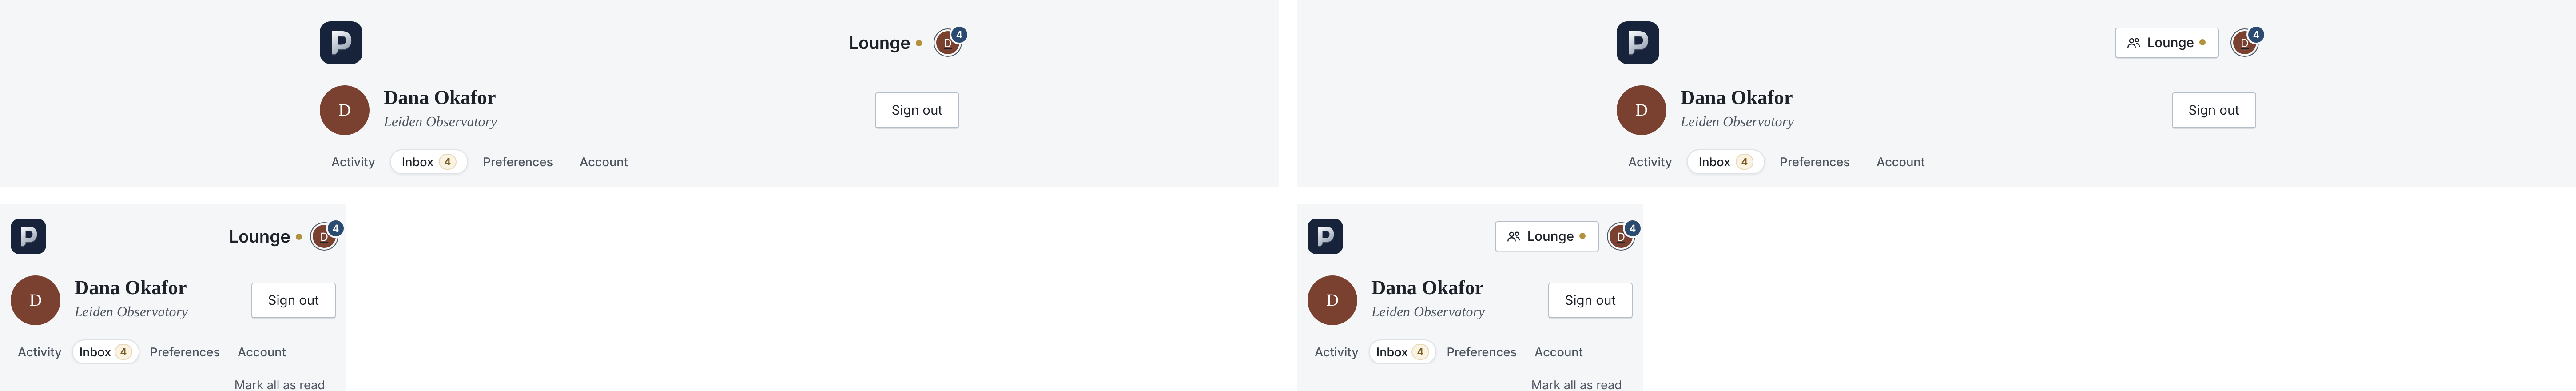 P
Lounge
D
4
Dana Okafor
D
Leiden Observatory
Sign out
Activity
Inbox 4
Preferences
Account
P
Lounge
D
4
Dana Okafor
D
Leiden Observatory
Sign out
Activity
Inbox 4
Preferences
Account
P
Lounge
D
4
Dana Okafor
D
Leiden Observatory
Sign out
Activity
Inbox 4
Preferences
Account
Mark all as read
P
Lounge
D
4
Dana Okafor
D
Leiden Observatory
Sign out
Activity
Inbox 4
Preferences
Account
Mark all as read